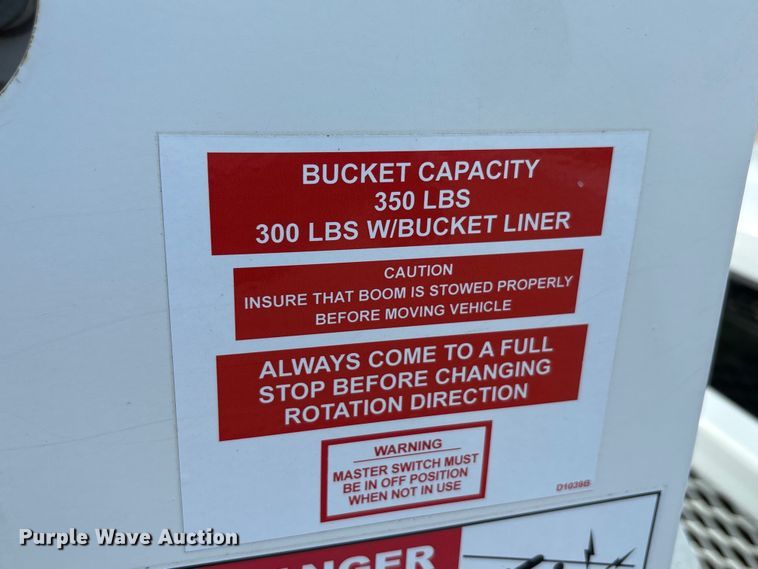 BUCKET CAPACITY
350 LBS
300 LBS W/BUCKET LINER
CAUTION
INSURE THAT BOOM IS STOWED PROPERLY
BEFORE MOVING VEHICLE
ALWAYS COME TO A FULL
STOP BEFORE CHANGING
ROTATION DIRECTION
WARNING
MASTER SWITCH MUST
BE IN OFF POSITION
WHEN NOT IN USE
D1039B
Purple Wave Auction®